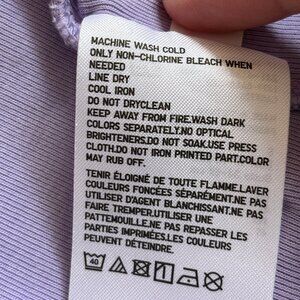 MACHINE WASH COLD
ONLY NON-CHLORINE BLEACH WHEN
NEEDED
LINE DRY
COOL IRON
DO NOT DRYCLEAN
KEEP AWAY FROM FIRE.WASH DARK
COLORS SEPARATELY.NO OPTICAL
BRIGHTENERS.DO NOT SOAK.USE PRESS
CLOTH.DO NOT IRON PRINTED PART.COLOR
MAY RUB OFF.
TENIR ÉLOIGNÉ DE TOUTE FLAMME.LAVER
COULEURS FONCÉES SÉPARÉMENT.NE PAS
UTILISER D'AGENT BLANCHISSANT.NE PAS
FAIRE TREMPER.UTILISER UNE
PATTEMOUILLE.NE PAS REPASSER LES
PARTIES IMPRIMÉES.LES COULEURS
PEUVENT DÉTEINDRE.
40